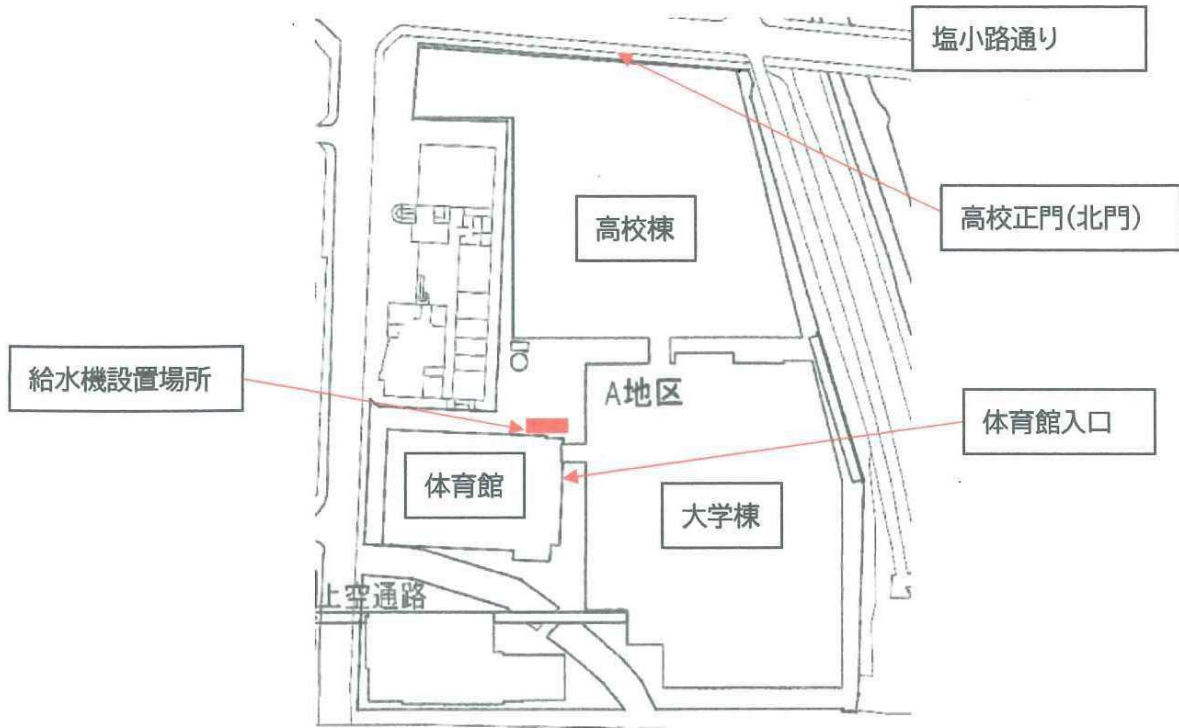 塩小路通り
高校正門(北門)
高校棟
給水機設置場所
A地区
体育館入口
体育館
大学棟
上空通路